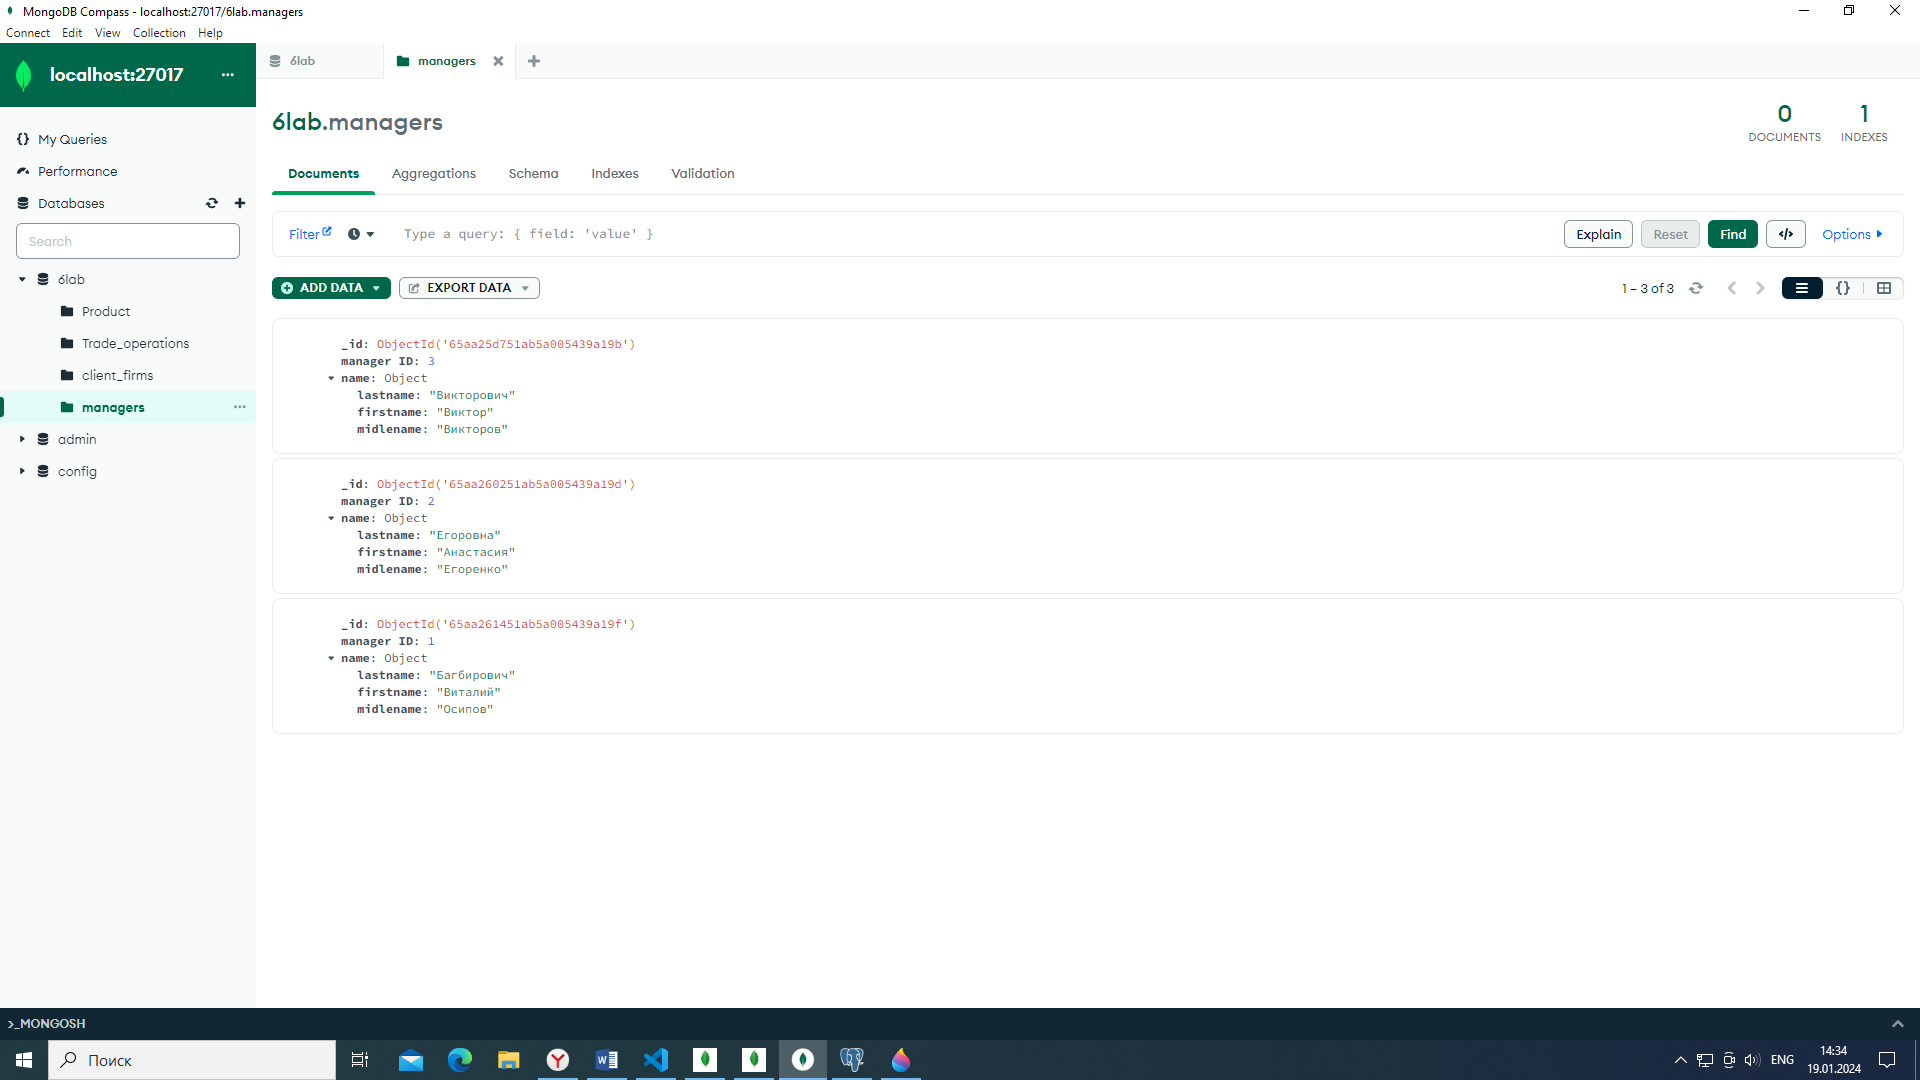 MongoDB Compass - localhost:27017/6lab.managers
Connect Edit View Collection Help
localhost:27017
My Queries
Performance
Databases
Search
6lab
Product
Trade_operations
client_firms
managers
admin
config
6lab
managers
6lab.managers
0
DOCUMENTS
1
INDEXES
Documents Aggregations Schema Indexes Validation
Filter Type a query: { field: 'value' } Explain Reset Find </> Options
ADD DATA EXPORT DATA 1 – 3 of 3 {}
_id: ObjectId('65aa25d751ab5a005439a19b')
manager ID: 3
name: Object
lastname: "Викторович"
firstname: "Виктор"
midlename: "Викторов"
_id: ObjectId('65aa260251ab5a005439a19d')
manager ID: 2
name: Object
lastname: "Егоровна"
firstname: "Анастасия"
midlename: "Егоренко"
_id: ObjectId('65aa261451ab5a005439a19f')
manager ID: 1
name: Object
lastname: "Багбирович"
firstname: "Виталий"
midlename: "Осипов"
>_MONGOSH
Поиск
ENG
14:34
19.01.2024